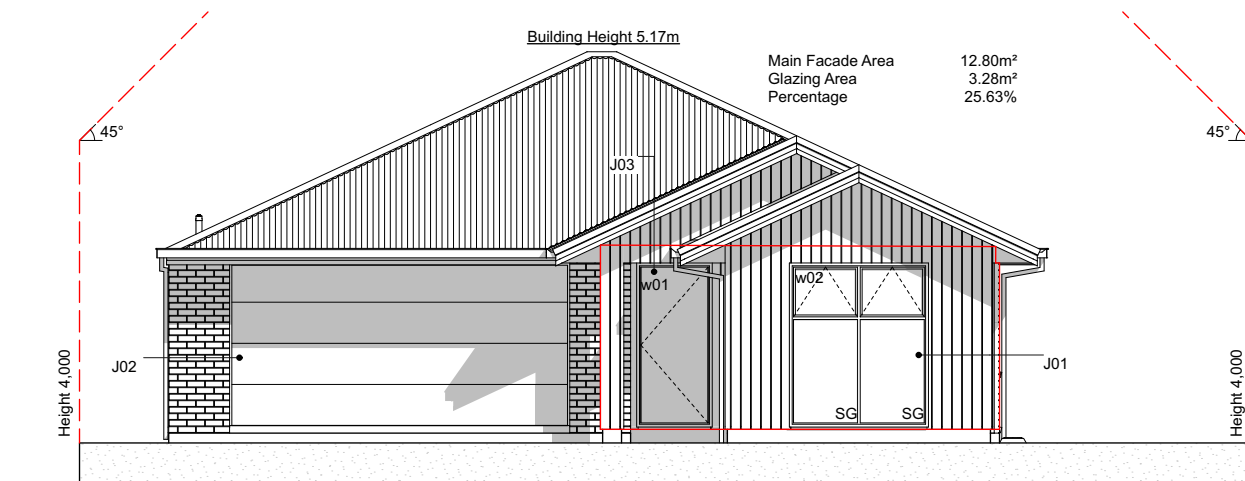 Building Height 5.17m
Main Facade Area 12.80m²
Glazing Area 3.28m²
Percentage 25.63%
45°
45°
J03
w01
w02
J02
J01
Height 4,000
Height 4,000
SG SG